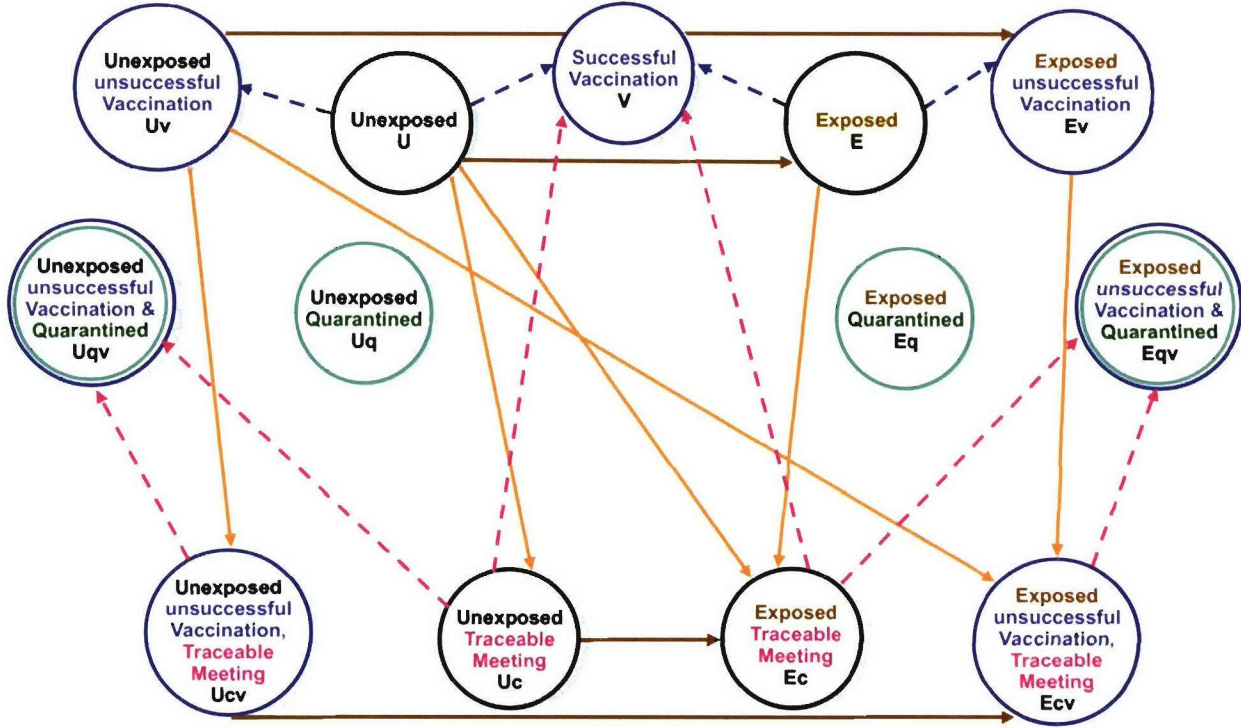 Unexposed
unsuccessful
Vaccination
Uv
Unexposed
U
Successful
Vaccination
V
Exposed
E
Exposed
unsuccessful
Vaccination
Ev
Unexposed
unsuccessful
Vaccination &
Quarantined
Uqv
Unexposed
Quarantined
Uq
Exposed
Quarantined
Eq
Exposed
unsuccessful
Vaccination &
Quarantined
Eqv
Unexposed
unsuccessful
Vaccination,
Traceable
Meeting
Ucv
Unexposed
Traceable
Meeting
Uc
Exposed
Traceable
Meeting
Ec
Exposed
unsuccessful
Vaccination,
Traceable
Meeting
Ecv